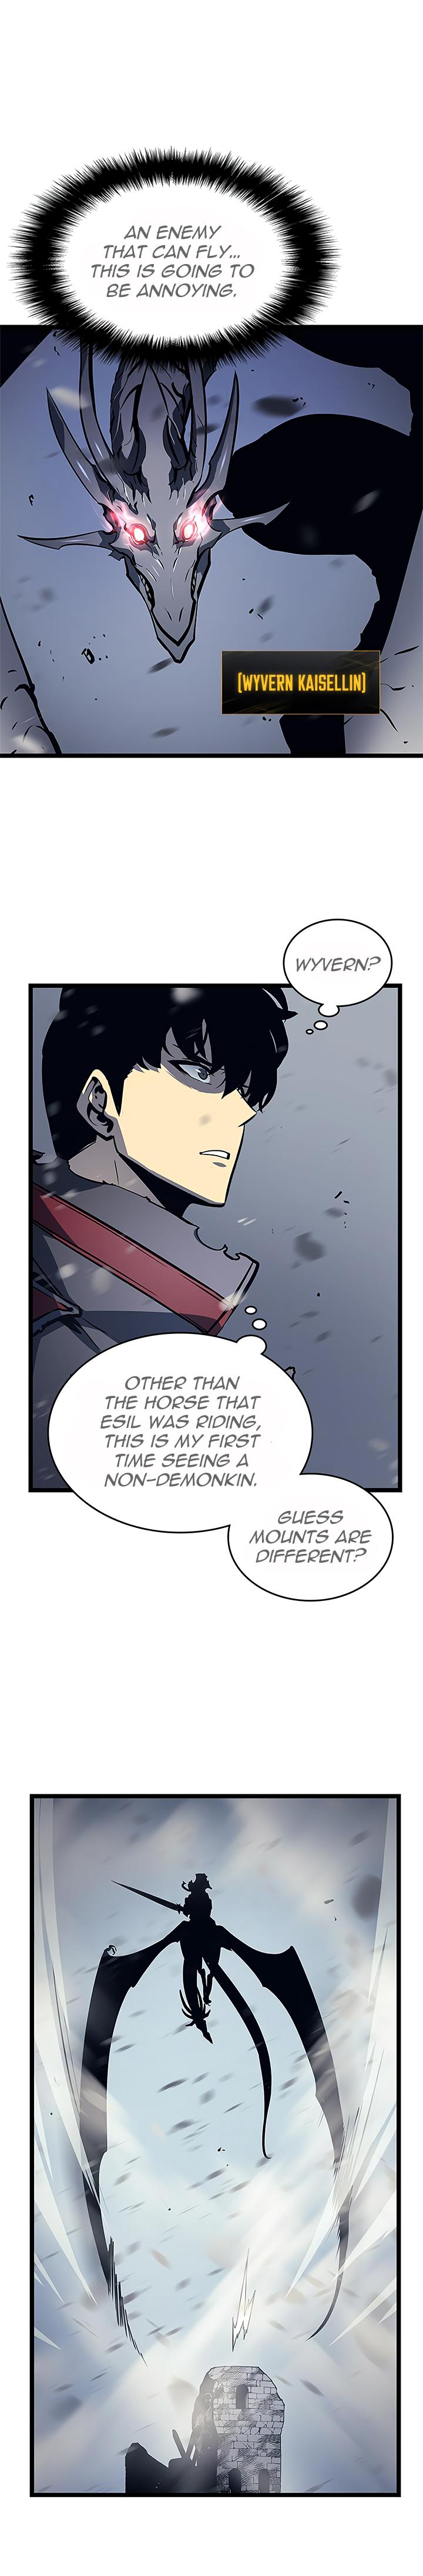 AN ENEMY
THAT CAN FLY...
THIS IS GOING TO
BE ANNOYING.
[WYVERN KAISELLIN]
WYVERN?
OTHER THAN
THE HORSE THAT
ESIL WAS RIDING,
THIS IS MY FIRST
TIME SEEING A
NON-DEMONKIN.
GUESS
MOUNTS ARE
DIFFERENT?